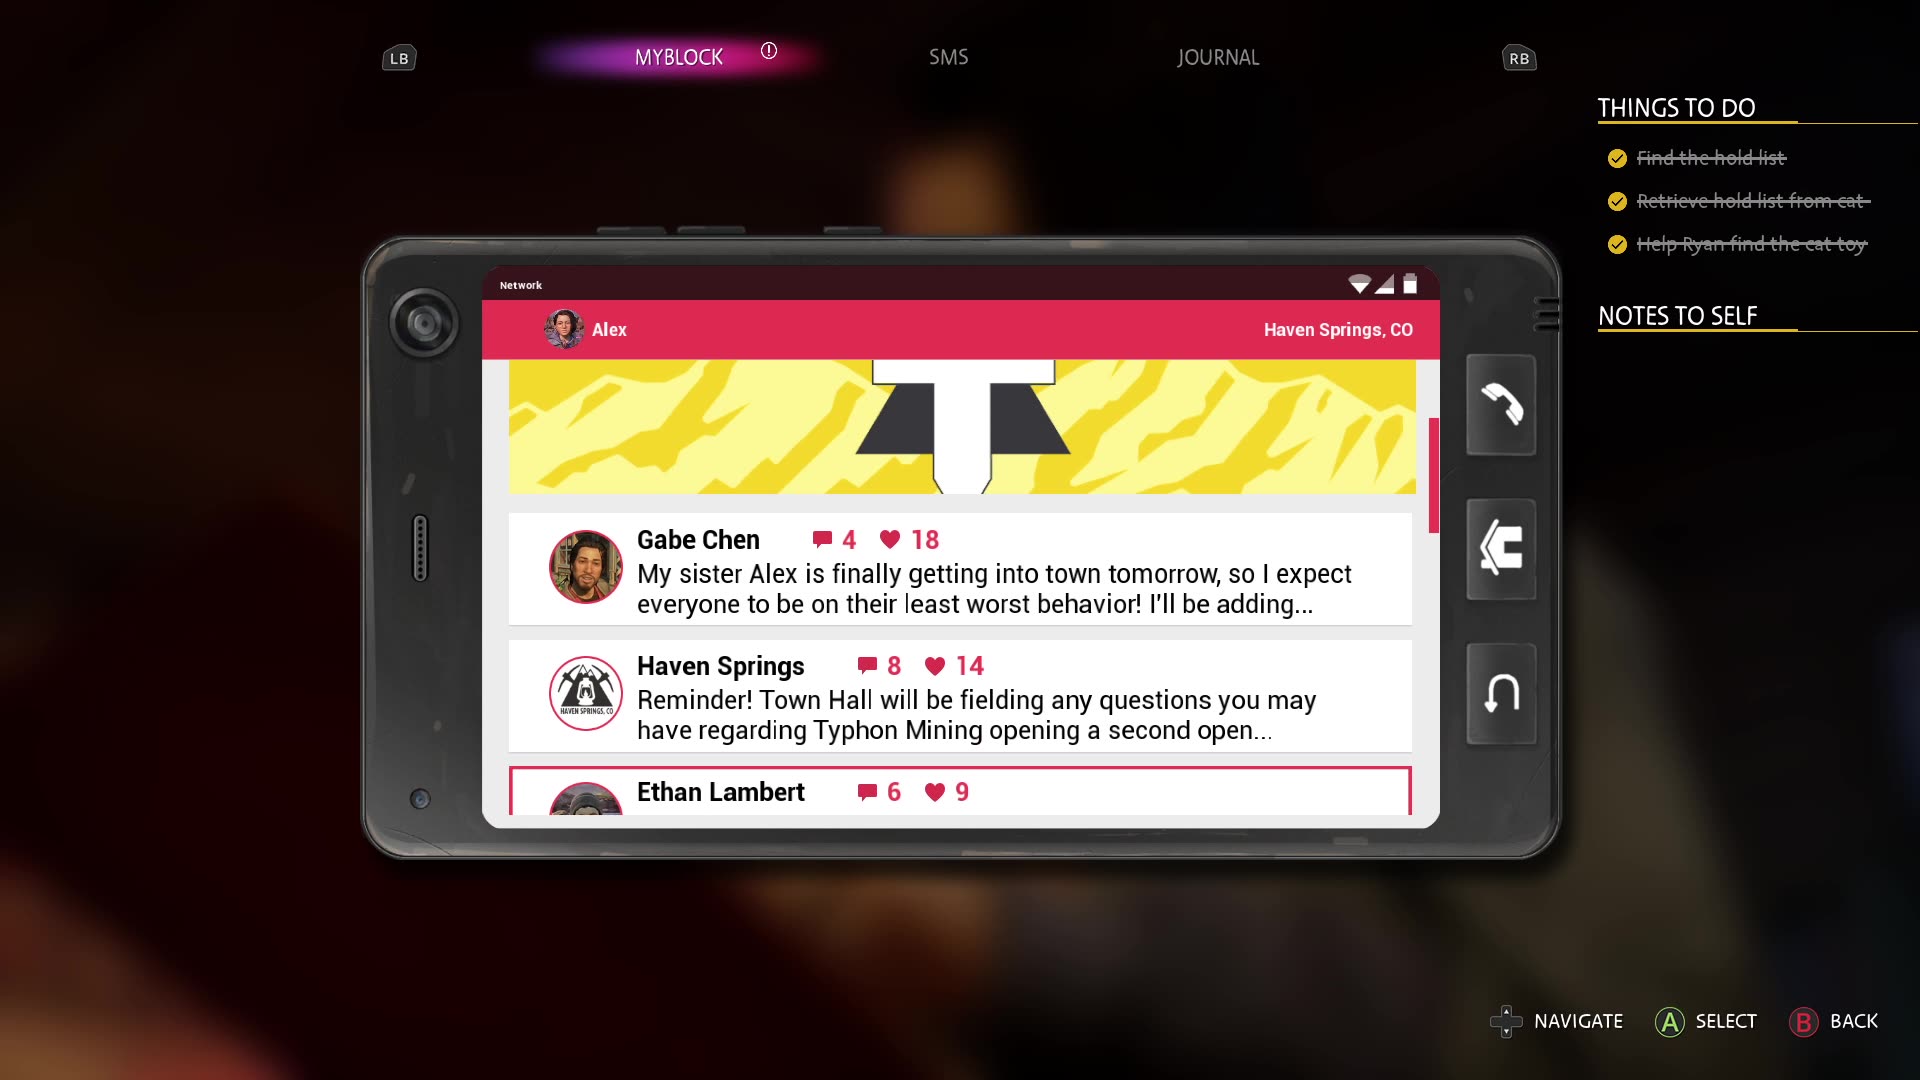 LB
MYBLOCK
SMS
JOURNAL
RB
THINGS TO DO
Find the hold list
Retrieve hold list from cat
Help Ryan find the cat toy
NOTES TO SELF
Network
Alex
Haven Springs, CO
Gabe Chen 4 18
My sister Alex is finally getting into town tomorrow, so I expect
everyone to be on their least worst behavior! I'll be adding...
Haven Springs 8 14
HAVEN SPRINGS, CO
Reminder! Town Hall will be fielding any questions you may
have regarding Typhon Mining opening a second open...
Ethan Lambert 6 9
NAVIGATE
A SELECT
B BACK